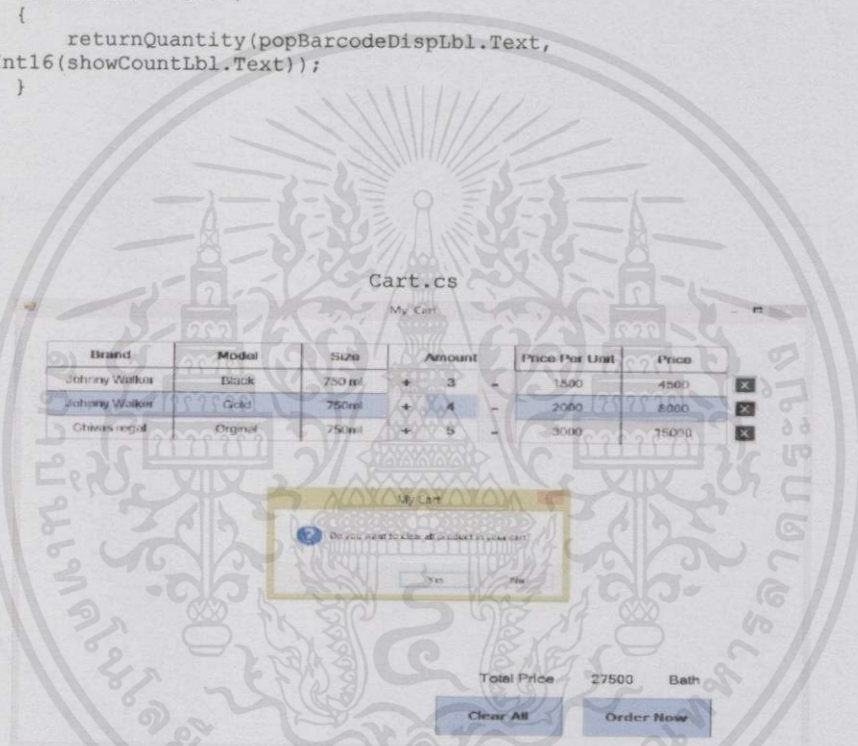 {
returnQuantity(popBarcodeDispLbl.Text,
nt16(showCountLbl.Text));
}
Cart.cs
My Cart
Brand Model Size Amount Price Per Unit Price
Johnny Walker Black 750 ml + 3 - 1500 4500 X
Johnny Walker Gold 750ml + 4 - 2000 8000 X
Chivas regal Orginal 750ml + 5 - 3000 15000 X
My Cart
Do you want to clear all product in your cart
Yes No
Total Price 27500 Bath
Clear All Order Now